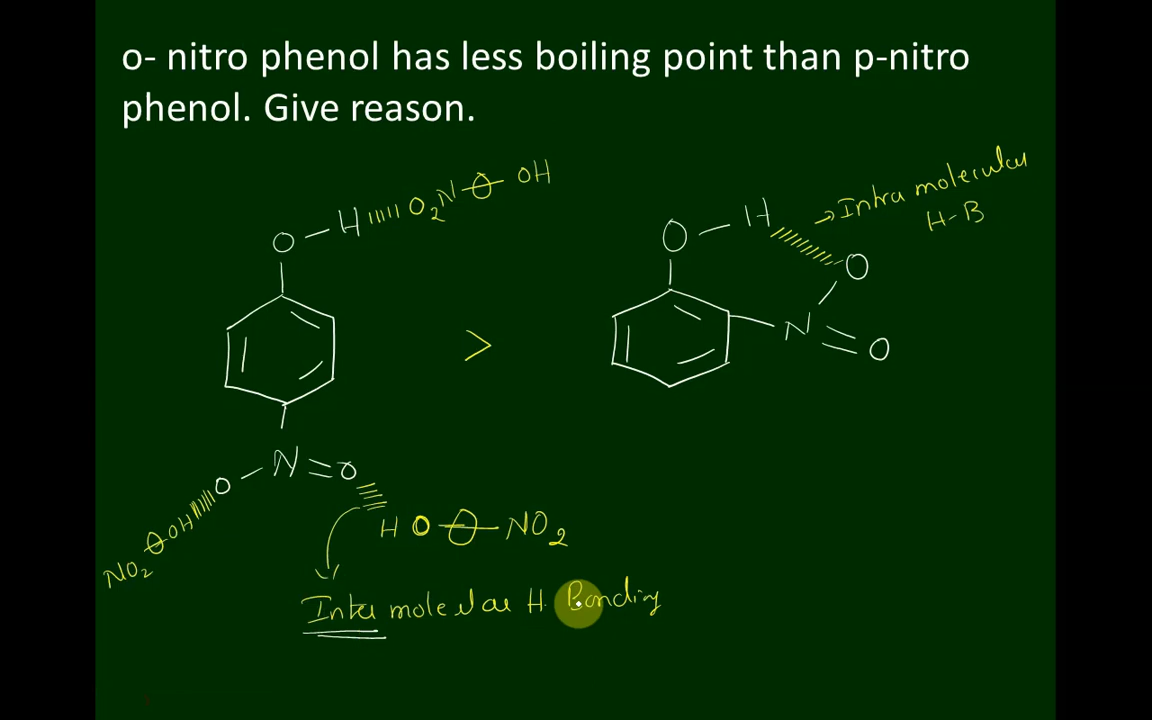 o- nitro phenol has less boiling point than p-nitro
phenol. Give reason.
O - H O2N OH
O - H
→ Intra molecular
H-B
O
>
N = O
O - N = O
H O NO2
NO2 OH
Inter molecular H. Bonding